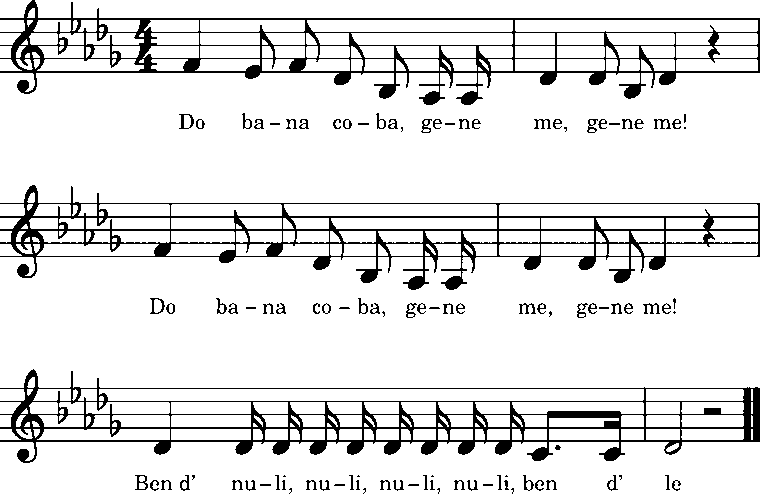 Do ba – na co – ba, ge – ne me, ge – ne me!
Do ba – na co – ba, ge – ne me, ge – ne me!
Ben d’ nu – li, nu – li, nu – li, nu – li, ben d’ le